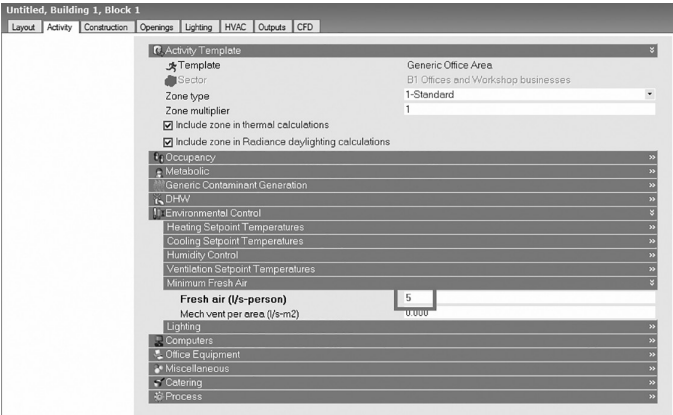 Untitled, Building 1, Block 1
Layout Activity Construction Openings Lighting HVAC Outputs CFD
Activity Template
Template Generic Office Area
Sector B1 Offices and Workshop businesses
Zone type 1-Standard
Zone multiplier 1
Include zone in thermal calculations
Include zone in Radiance daylighting calculations
Occupancy
Metabolic
Generic Contaminant Generation
DHW
Environmental Control
Heating Setpoint Temperatures
Cooling Setpoint Temperatures
Humidity Control
Ventilation Setpoint Temperatures
Minimum Fresh Air
Fresh air (l/s-person) 5
Mech vent per area (l/s-m2) 0.000
Lighting
Computers
Office Equipment
Miscellaneous
Catering
Process